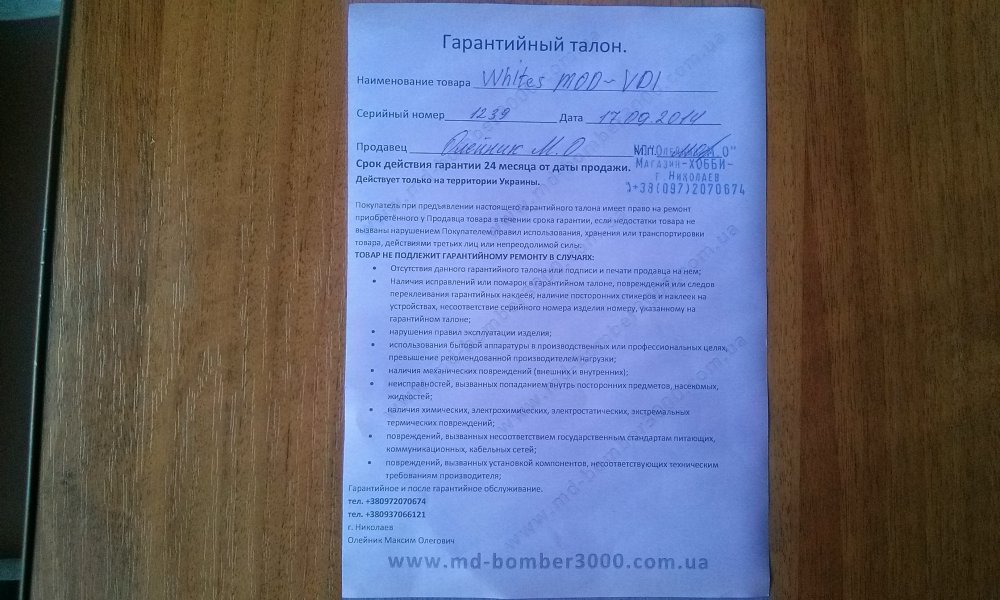 Гарантийный талон.
Наименование товара Whites MOD-VDI
Серийный номер 1239 Дата 17.09.2014
Продавец Олейник М.О М.П.
Магазин-ХОББИ-
Срок действия гарантии 24 месяца от даты продажи.
г Николаев
Действует только на территории Украины.
+38(097)2070674
Покупатель при предъявлении настоящего гарантийного талона имеет право на ремонт
приобретённого у Продавца товара в течении срока гарантии, если недостатки товара не
вызваны нарушением Покупателем правил использования, хранения или транспортировки
товара, действиями третьих лиц или непреодолимой силы.
ТОВАР НЕ ПОДЛЕЖИТ ГАРАНТИЙНОМУ РЕМОНТУ В СЛУЧАЯХ:
• Отсутствия данного гарантийного талона или подписи и печати продавца на нем;
• Наличия исправлений или помарок в гарантийном талоне, повреждений или следов
переклеивания гарантийных наклеек, наличие посторонних стикеров и наклеек на
устройствах, несоответствие серийного номера изделия номеру, указанному на
гарантийном талоне;
• нарушения правил эксплуатации изделия;
• использования бытовой аппаратуры в производственных или профессиональных целях,
превышение рекомендованной производителем нагрузки;
• наличия механических повреждений (внешних и внутренних);
• неисправностей, вызванных попаданием внутрь посторонних предметов, насекомых,
жидкостей;
• наличия химических, электрохимических, электростатических, экстремальных
термических повреждений;
• повреждений, вызванных несоответствием государственным стандартам питающих,
коммуникационных, кабельных сетей;
• повреждений, вызванных установкой компонентов, несоответствующих техническим
требованиям производителя;
Гарантийное и после гарантийное обслуживание.
тел. +380972070674
тел. +380937066121
г. Николаев
Олейник Максим Олегович
www.md-bomber3000.com.ua